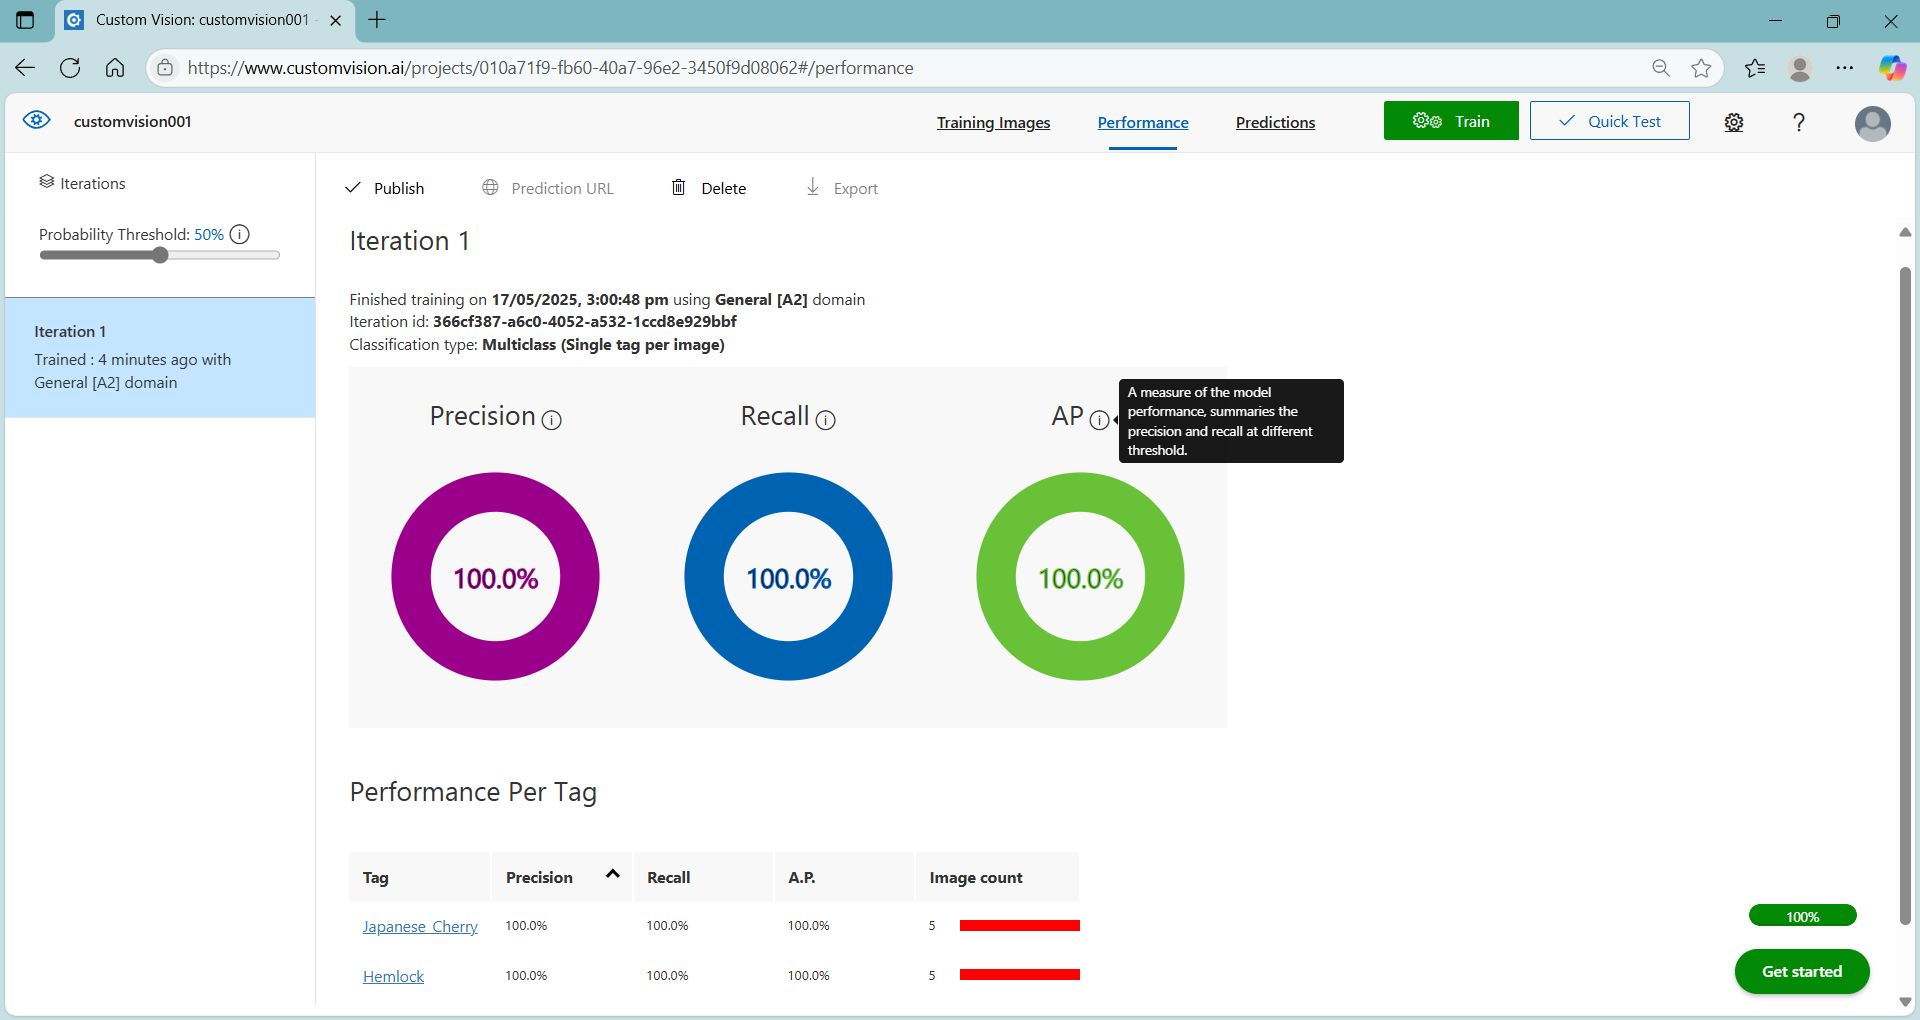 Custom Vision: customvision001 -
https://www.customvision.ai/projects/010a71f9-fb60-40a7-96e2-3450f9d08062#/performance
customvision001
Training Images
Performance
Predictions
Train
Quick Test
?
Iterations
Probability Threshold: 50%
Iteration 1
Trained : 4 minutes ago with
General [A2] domain
Publish
Prediction URL
Delete
Export
Iteration 1
Finished training on 17/05/2025, 3:00:48 pm using General [A2] domain
Iteration id: 366cf387-a6c0-4052-a532-1ccd8e929bbf
Classification type: Multiclass (Single tag per image)
Precision
Recall
AP
A measure of the model
performance, summaries the
precision and recall at different
threshold.
100.0%
100.0%
100.0%
Performance Per Tag
Tag Precision Recall A.P. Image count
Japanese Cherry 100.0% 100.0% 100.0% 5
Hemlock 100.0% 100.0% 100.0% 5
100%
Get started